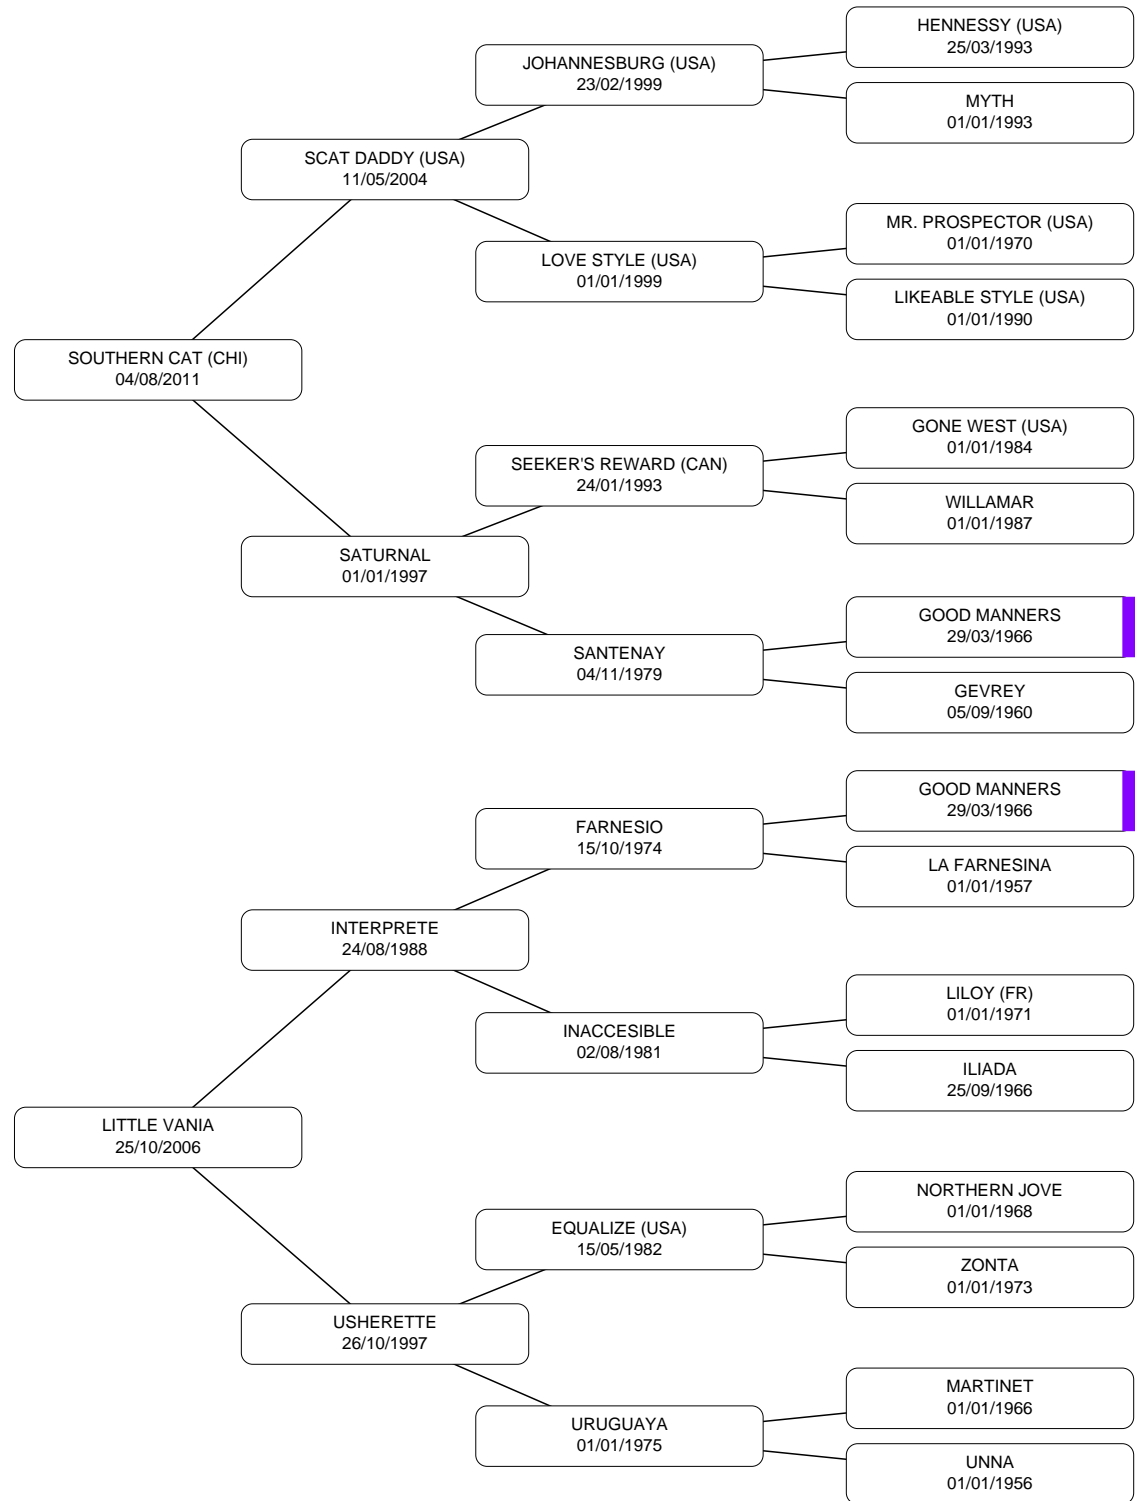 HENNESSY (USA)
25/03/1993
JOHANNESBURG (USA)
23/02/1999
MYTH
01/01/1993
SCAT DADDY (USA)
11/05/2004
MR. PROSPECTOR (USA)
01/01/1970
LOVE STYLE (USA)
01/01/1999
LIKEABLE STYLE (USA)
01/01/1990
SOUTHERN CAT (CHI)
04/08/2011
GONE WEST (USA)
01/01/1984
SEEKER'S REWARD (CAN)
24/01/1993
WILLAMAR
01/01/1987
SATURNAL
01/01/1997
GOOD MANNERS
29/03/1966
SANTENAY
04/11/1979
GEVREY
05/09/1960
GOOD MANNERS
29/03/1966
FARNESIO
15/10/1974
LA FARNESINA
01/01/1957
INTERPRETE
24/08/1988
LILOY (FR)
01/01/1971
INACCESIBLE
02/08/1981
ILIADA
25/09/1966
LITTLE VANIA
25/10/2006
NORTHERN JOVE
01/01/1968
EQUALIZE (USA)
15/05/1982
ZONTA
01/01/1973
USHERETTE
26/10/1997
MARTINET
01/01/1966
URUGUAYA
01/01/1975
UNNA
01/01/1956